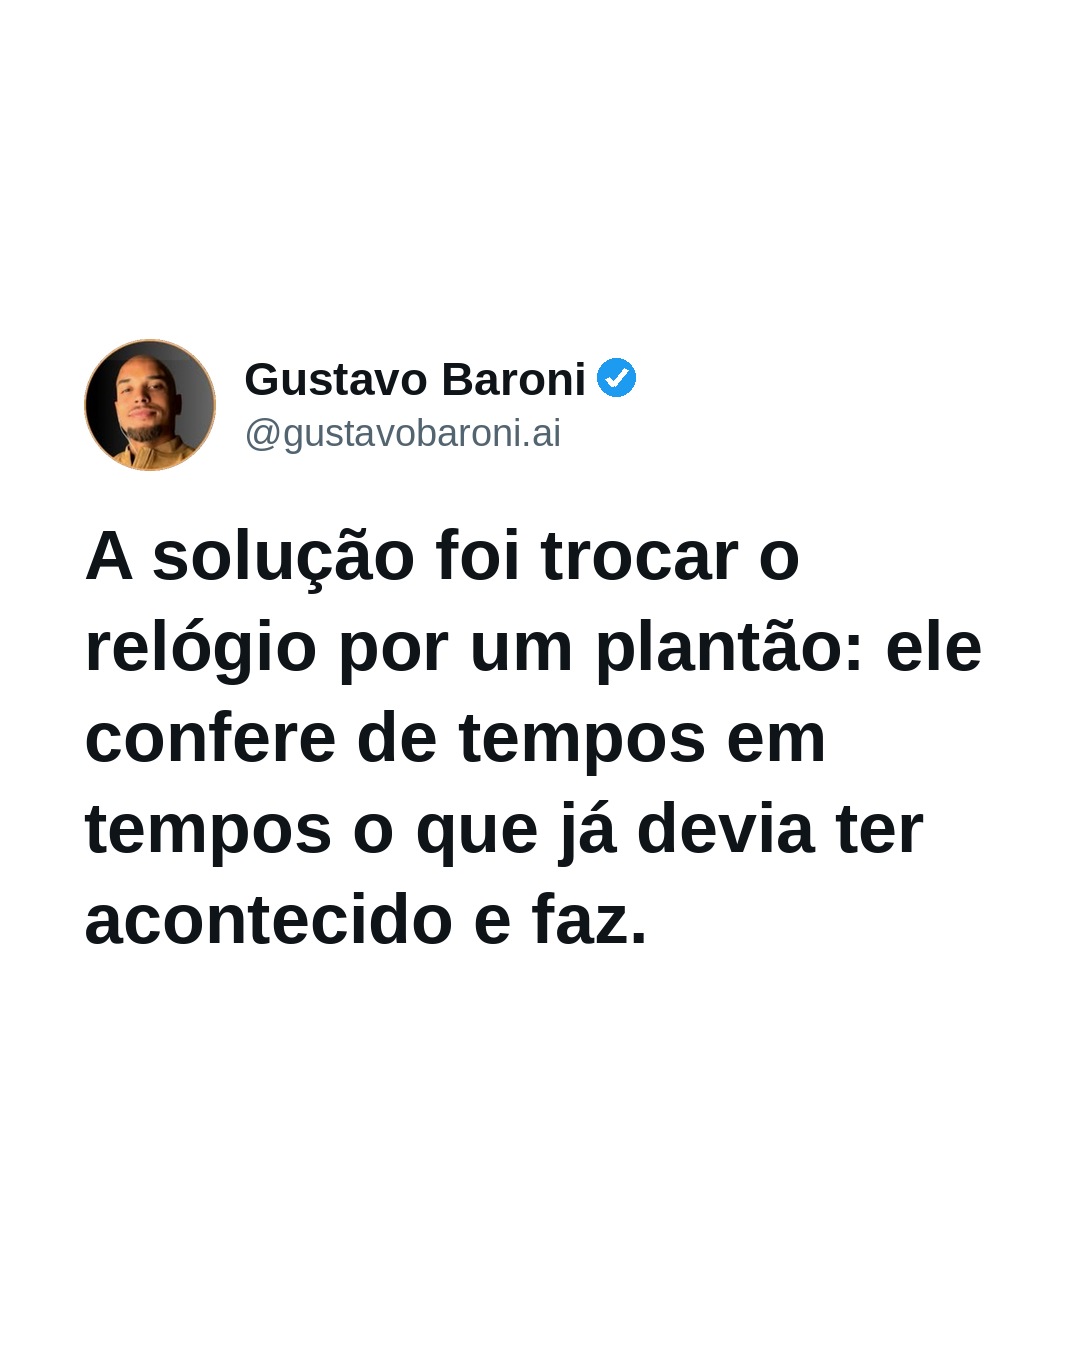 Gustavo Baroni
@gustavobaroni.ai
A solução foi trocar o
relógio por um plantão: ele
confere de tempos em
tempos o que já devia ter
acontecido e faz.